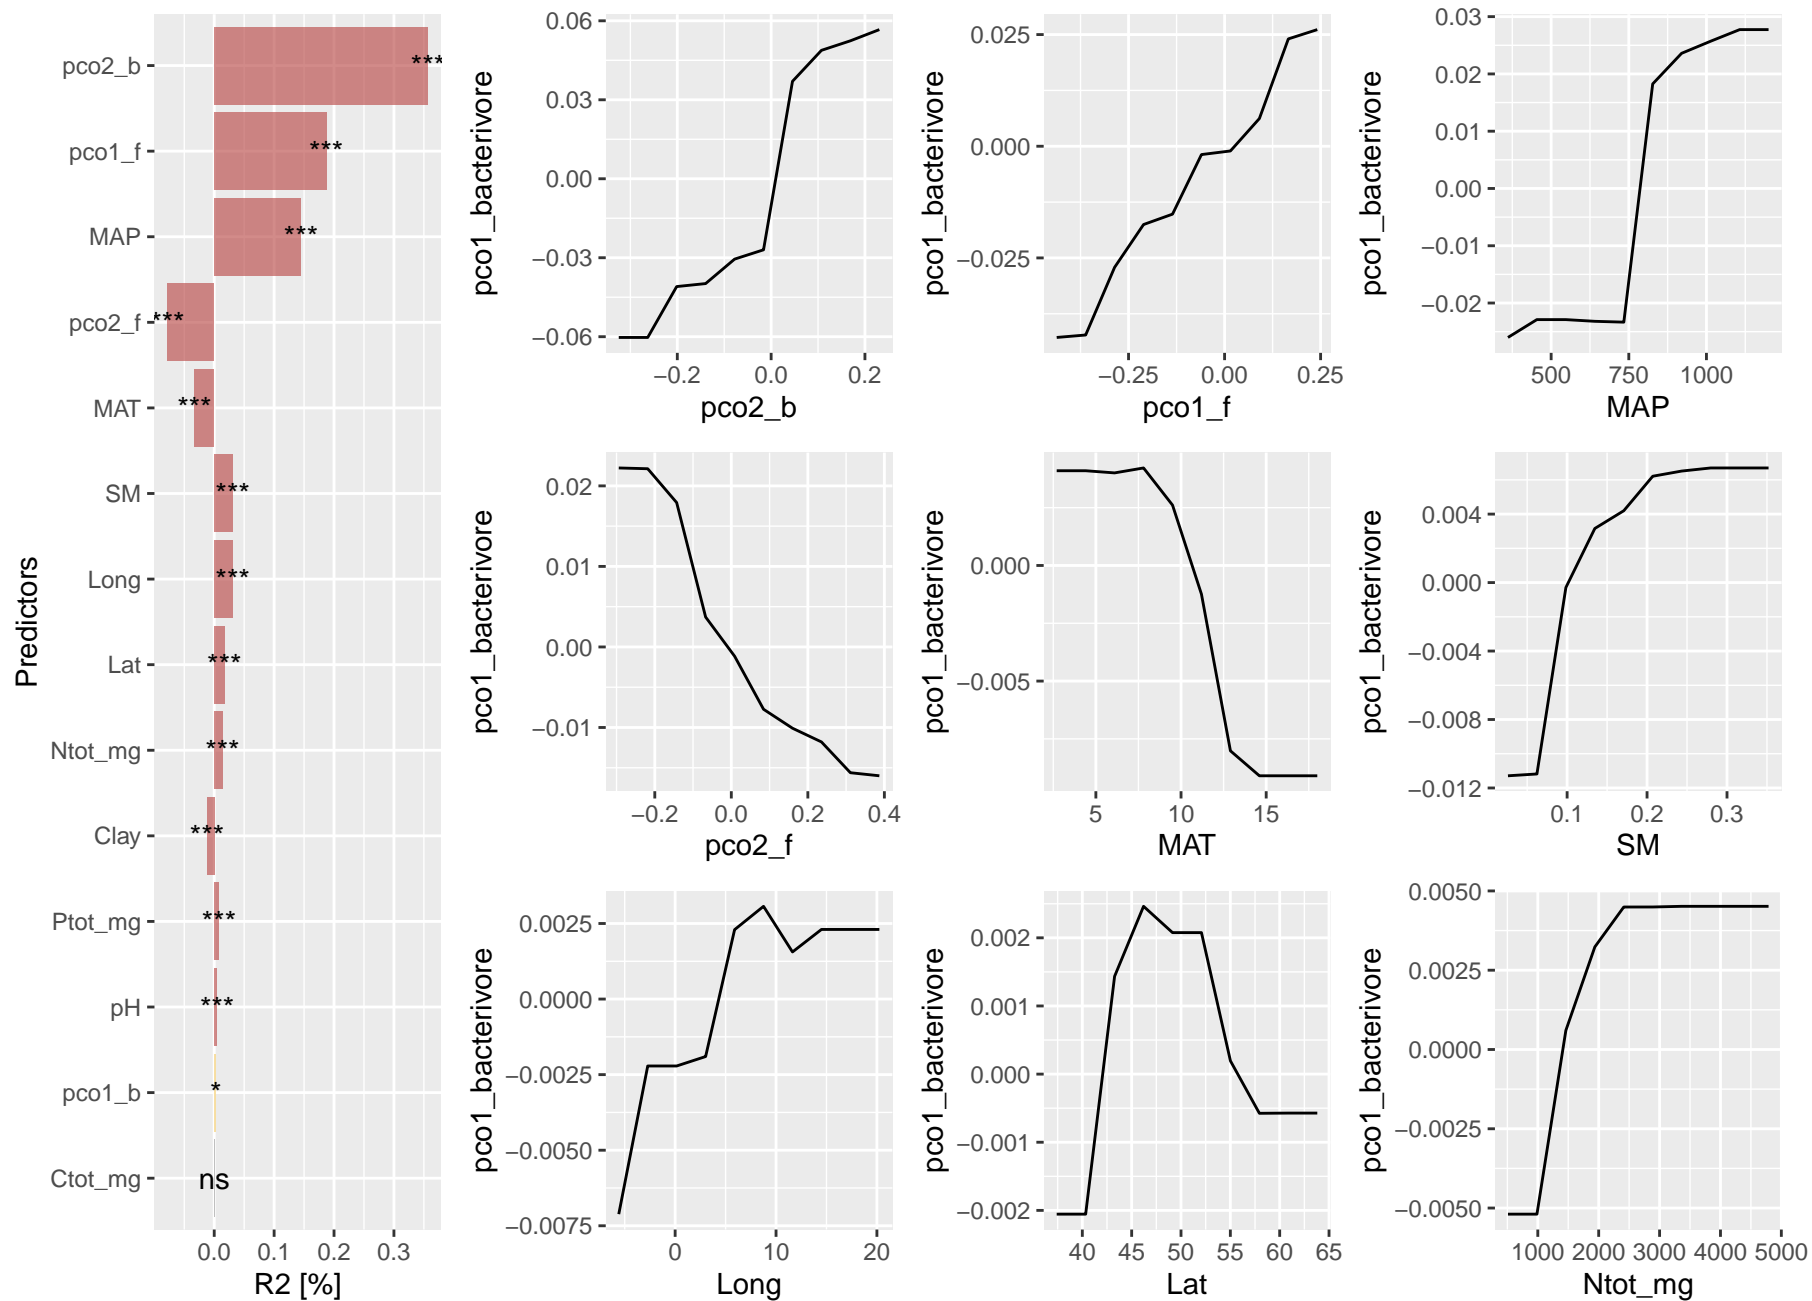 Predictors
pco2_b
pco1_f
MAP
pco2_f
MAT
SM
Long
Lat
Ntot_mg
Clay
Ptot_mg
pH
pco1_b
Ctot_mg
***
***
***
***
***
***
***
***
***
***
***
***
*
ns
0.0 0.1 0.2 0.3
R2 [%]
pco1_bacterivore
0.06
0.03
0.00
−0.03
−0.06
−0.2 0.0 0.2
pco2_b
pco1_bacterivore
0.025
0.000
−0.025
−0.25 0.00 0.25
pco1_f
pco1_bacterivore
0.03
0.02
0.01
0.00
−0.01
−0.02
500 750 1000
MAP
pco1_bacterivore
0.02
0.01
0.00
−0.01
−0.2 0.0 0.2 0.4
pco2_f
pco1_bacterivore
0.000
−0.005
5 10 15
MAT
pco1_bacterivore
0.004
0.000
−0.004
−0.008
−0.012
0.1 0.2 0.3
SM
pco1_bacterivore
0.0025
0.0000
−0.0025
−0.0050
−0.0075
0 10 20
Long
pco1_bacterivore
0.002
0.001
0.000
−0.001
−0.002
40 45 50 55 60 65
Lat
pco1_bacterivore
0.0050
0.0025
0.0000
−0.0025
−0.0050
1000 2000 3000 4000 5000
Ntot_mg